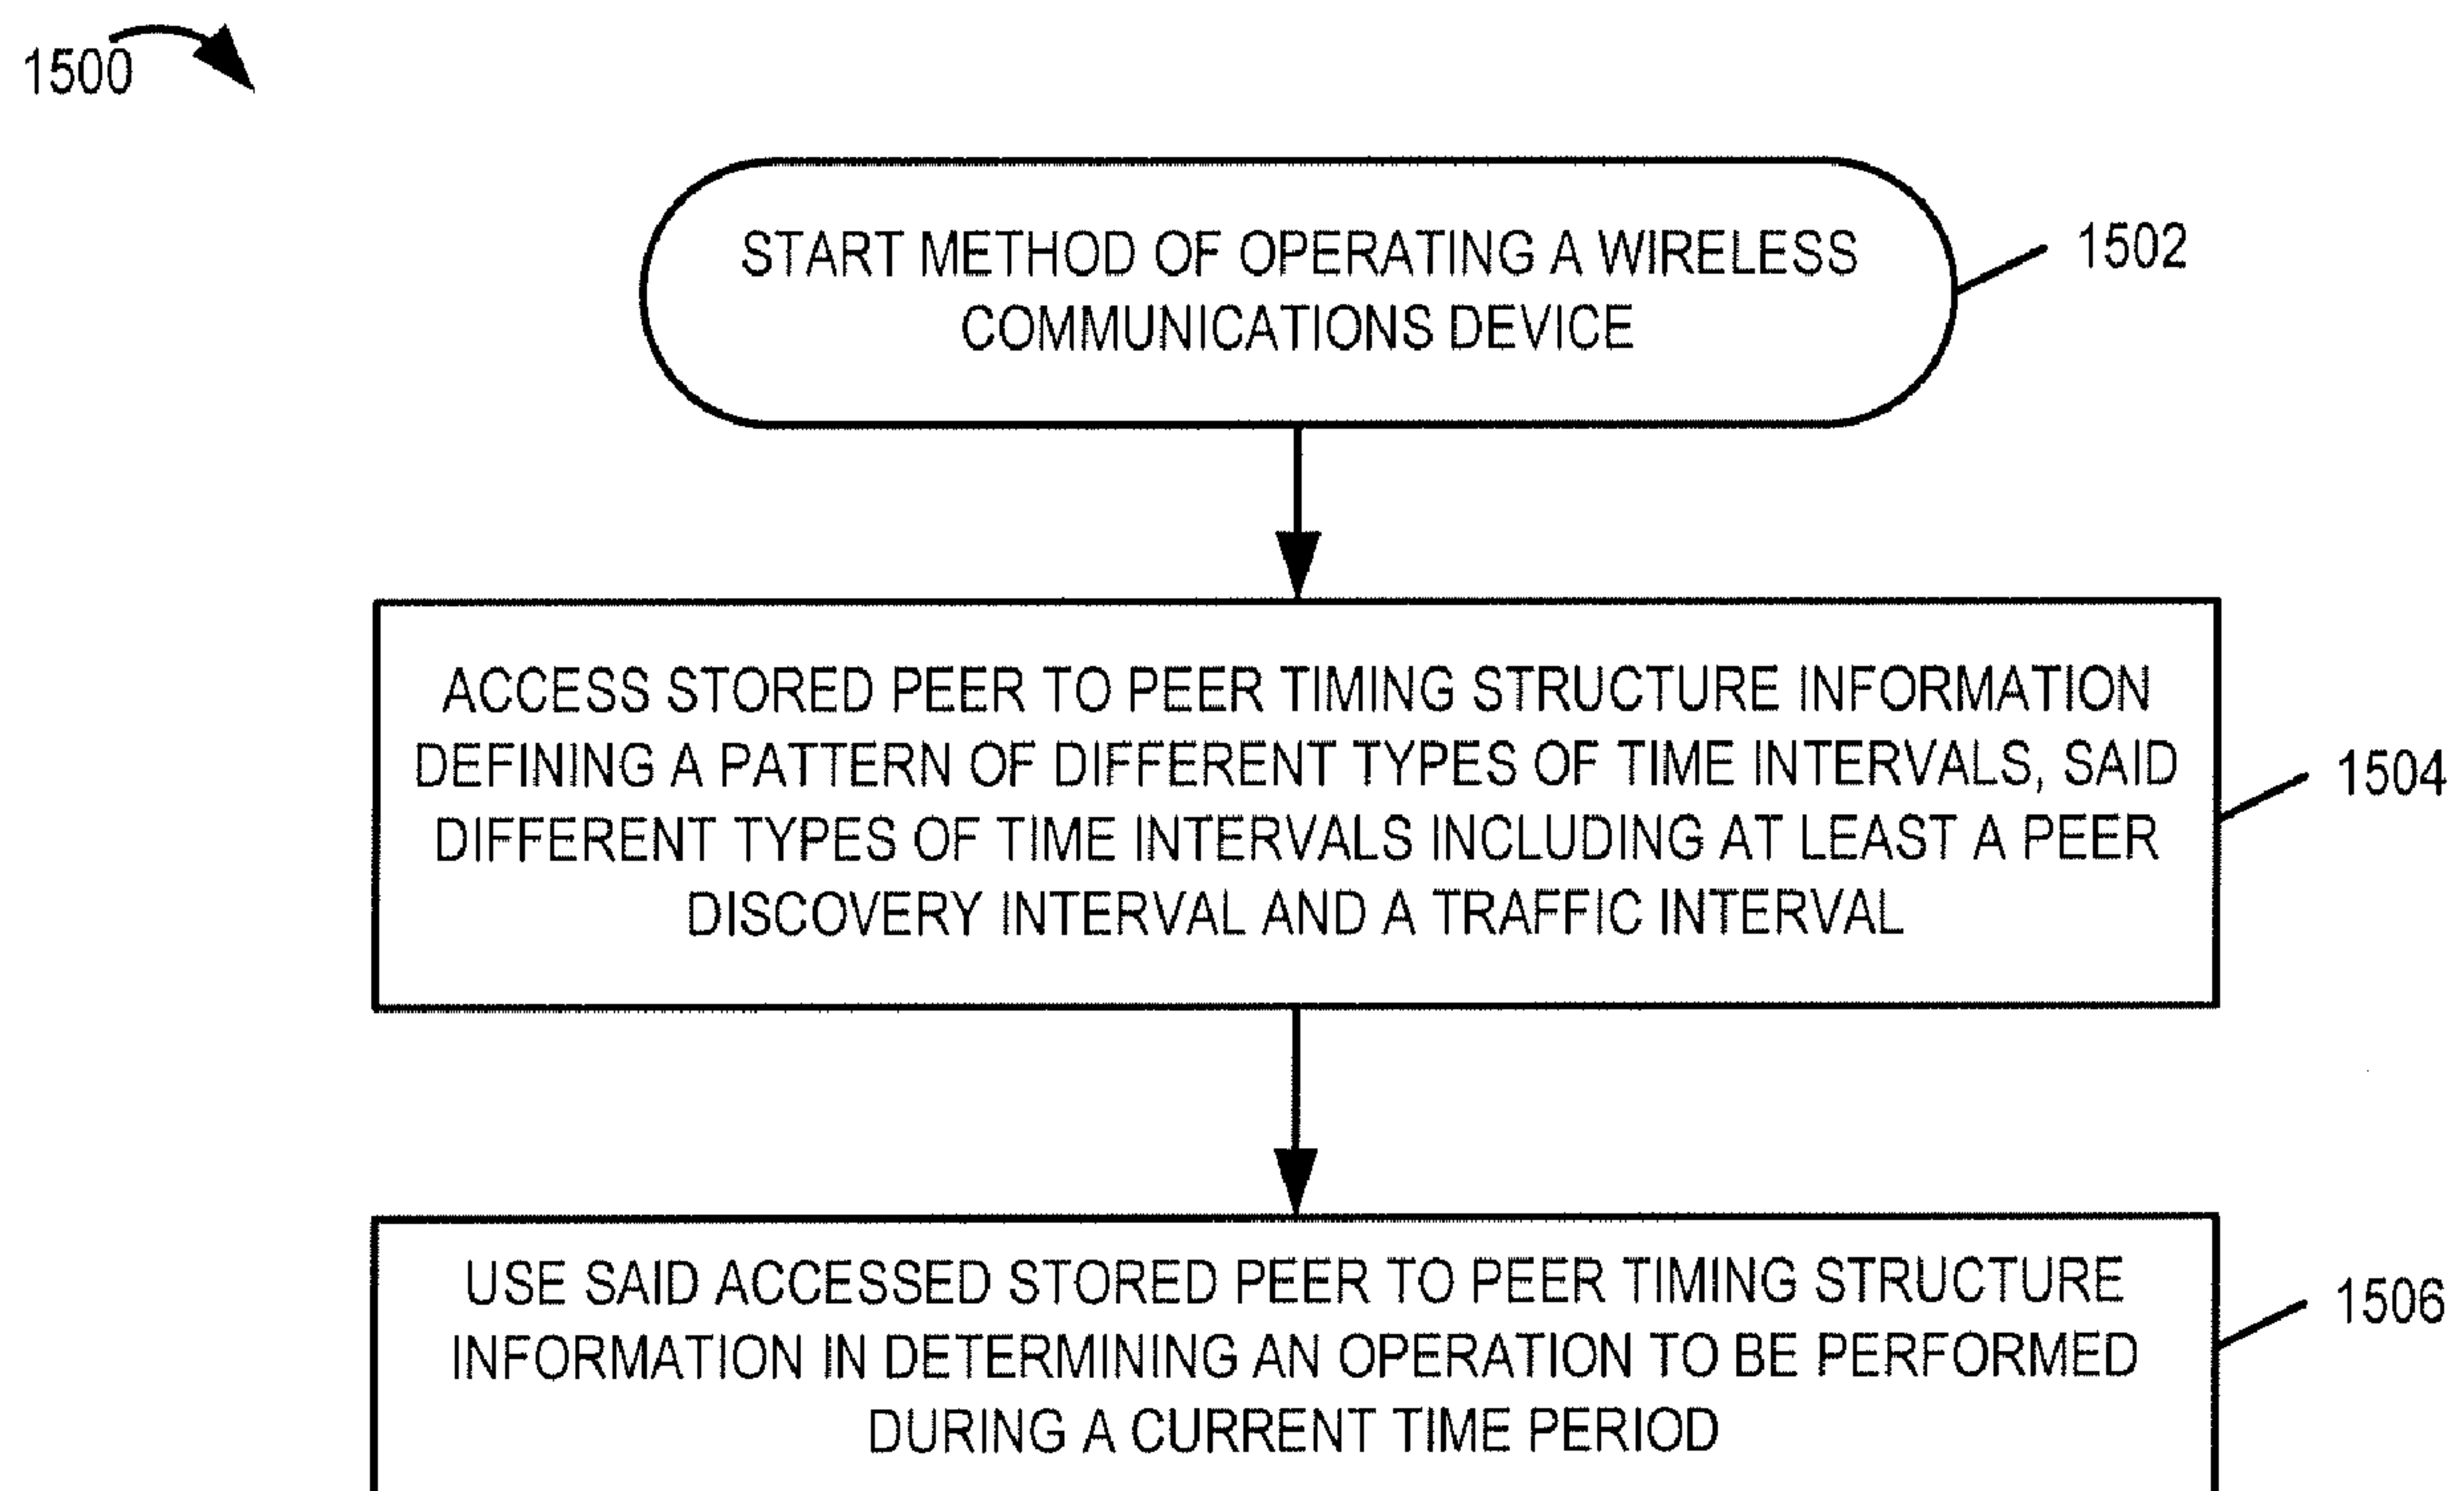 1500
START METHOD OF OPERATING A WIRELESS
COMMUNICATIONS DEVICE
1502
ACCESS STORED PEER TO PEER TIMING STRUCTURE INFORMATION
DEFINING A PATTERN OF DIFFERENT TYPES OF TIME INTERVALS, SAID
DIFFERENT TYPES OF TIME INTERVALS INCLUDING AT LEAST A PEER
DISCOVERY INTERVAL AND A TRAFFIC INTERVAL
1504
USE SAID ACCESSED STORED PEER TO PEER TIMING STRUCTURE
INFORMATION IN DETERMINING AN OPERATION TO BE PERFORMED
DURING A CURRENT TIME PERIOD
1506